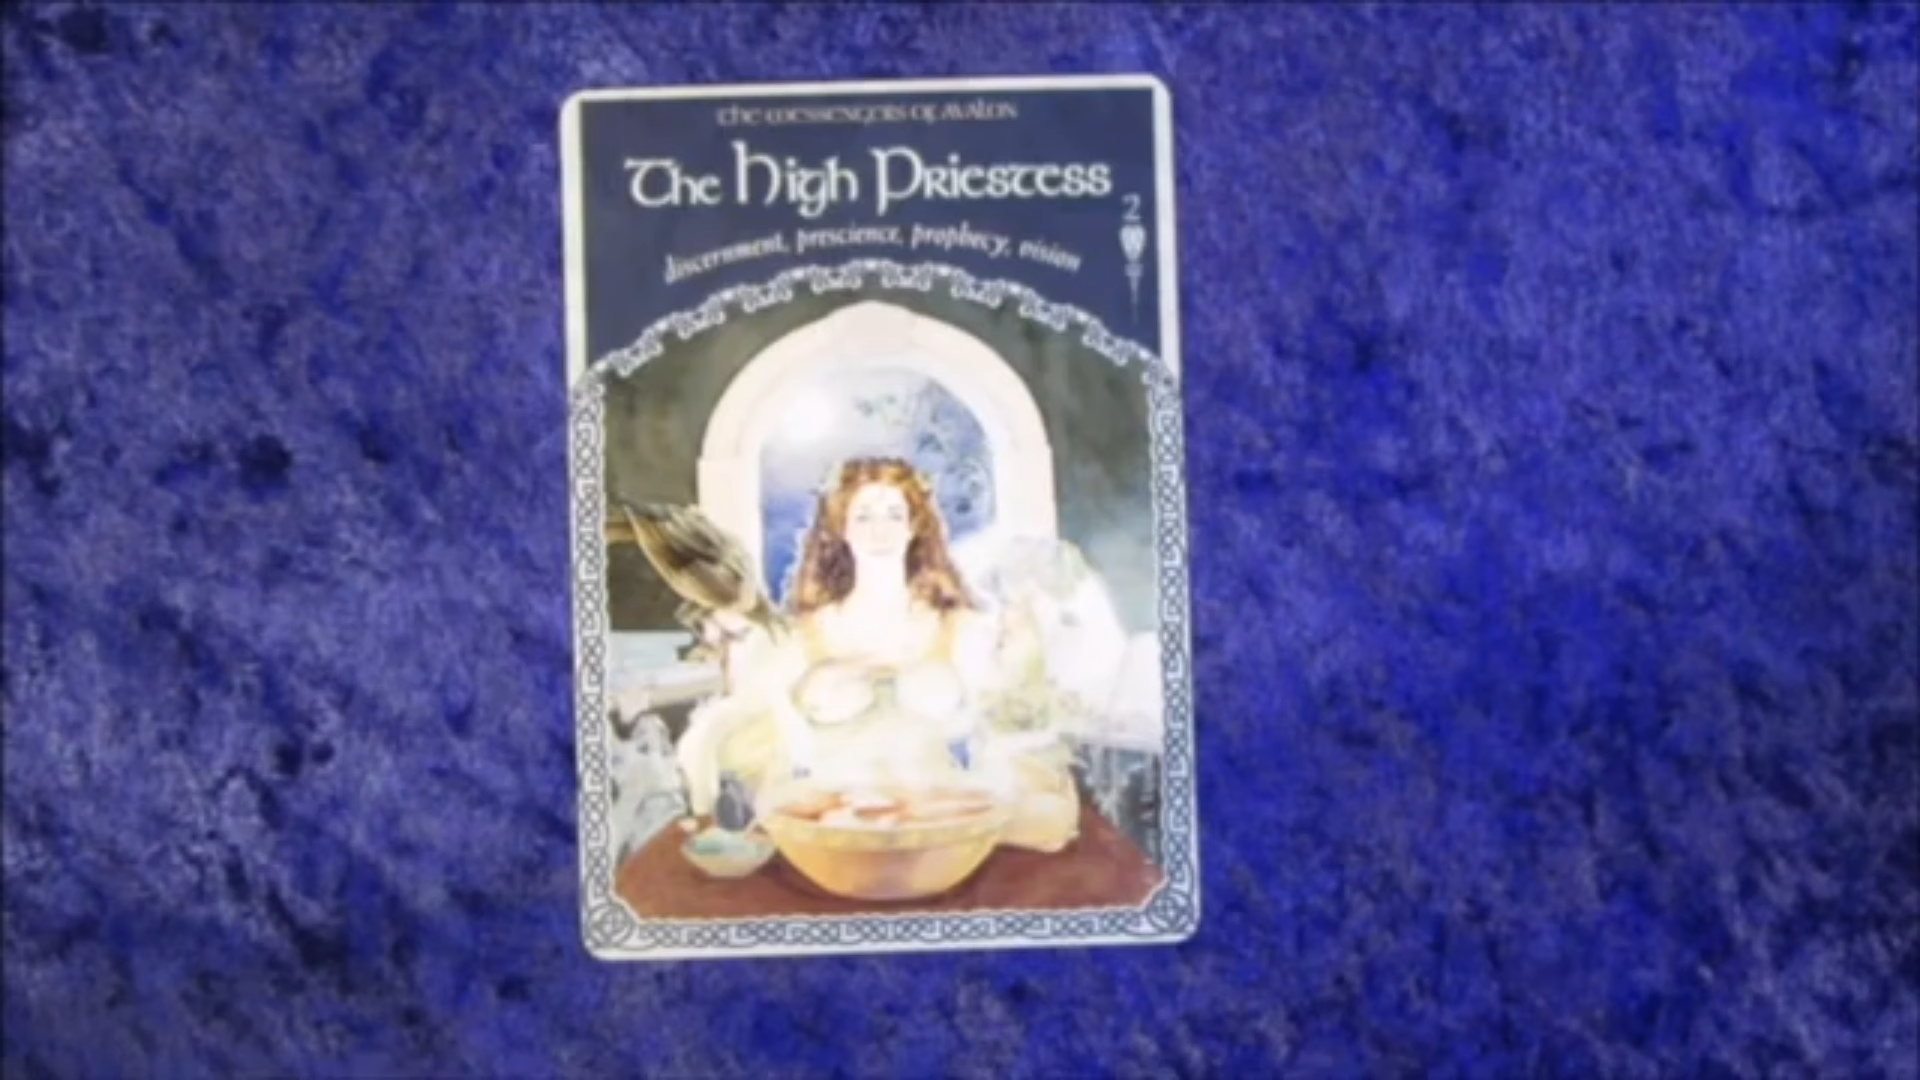 The Messengers of Avalon
The High Priestess
2
discernment, prescience, prophecy, vision